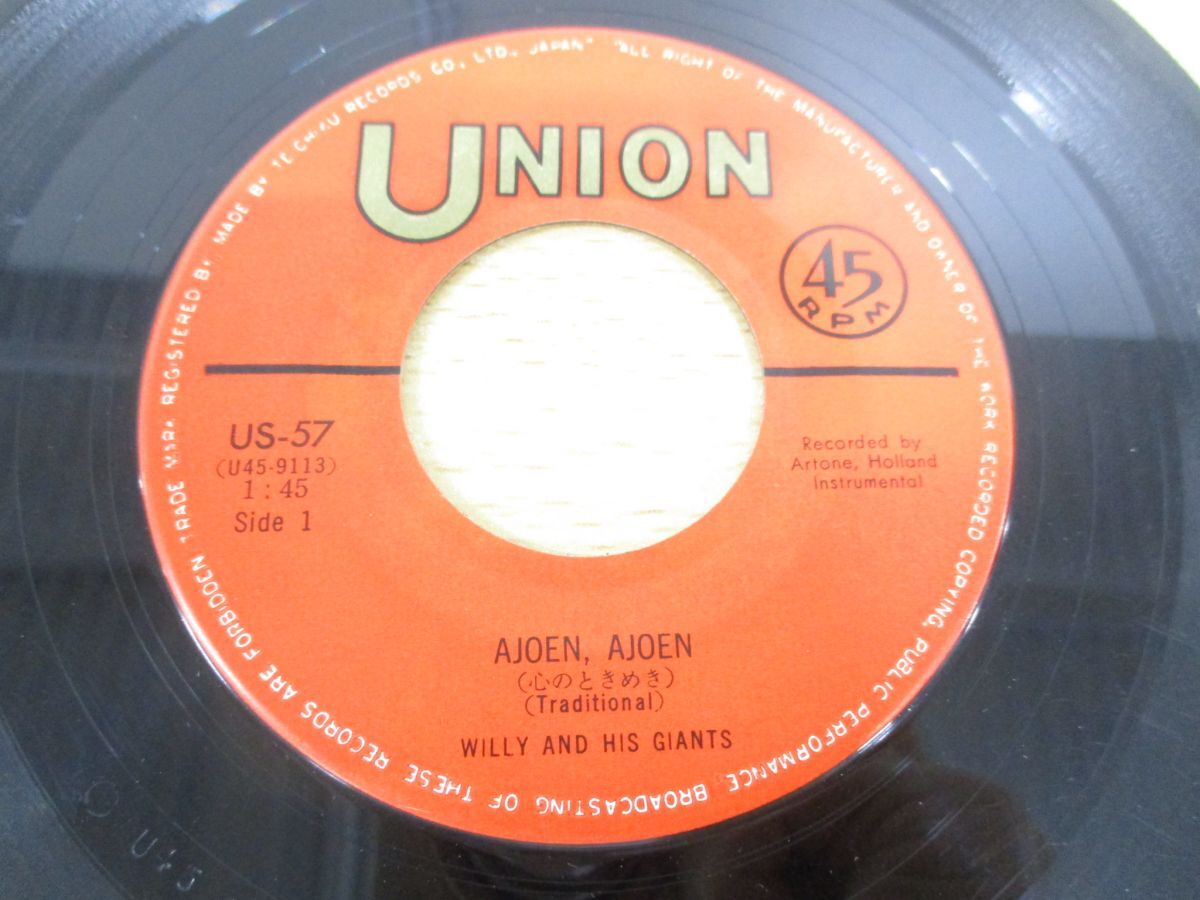 UNION
45
RPM
US-57
(U45-9113)
1:45
Side 1
Recorded by
Artone, Holland
Instrumental
AJOEN, AJOEN
(心のときめき)
(Traditional)
WILLY AND HIS GIANTS
TRADE MARK REGISTERED BY MADE BY TEICHIKU RECORDS CO., LTD., JAPAN" "ALL RIGHT OF THE MANUFACTURER AND OWNER OF THE WORK RECORDED COPYING, PUBLIC PERFORMANCE, BROADCASTING OF THESE RECORDS ARE FORBIDDEN